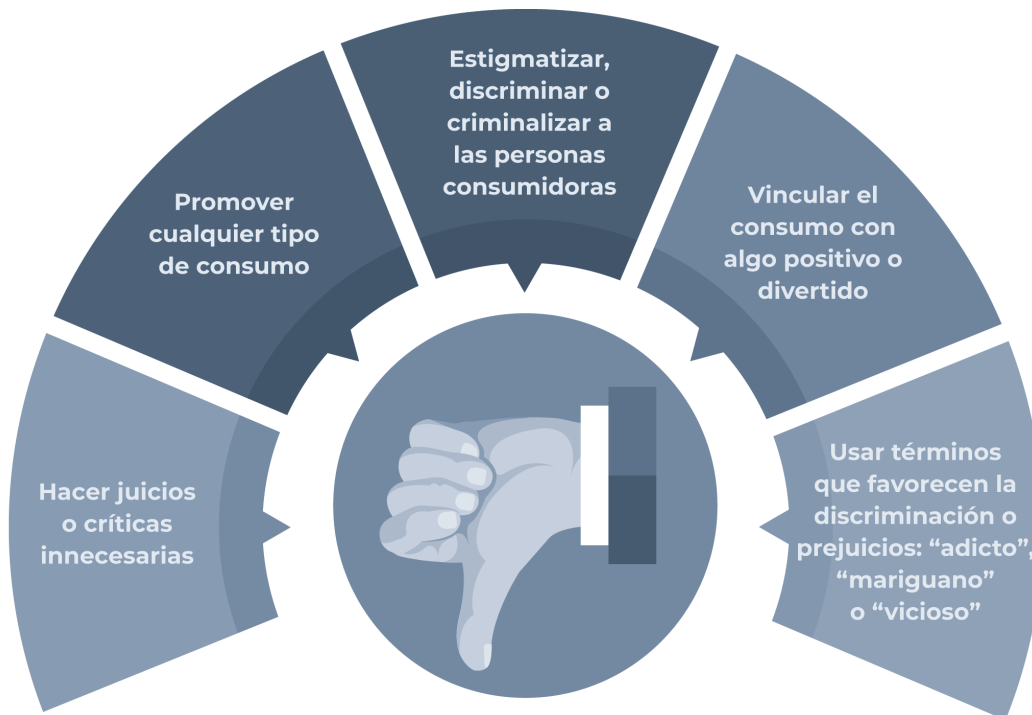 Hacer juicios
o críticas
innecesarias
Promover
cualquier tipo
de consumo
Estigmatizar,
discriminar o
criminalizar a
las personas
consumidoras
Vincular el
consumo con
algo positivo o
divertido
Usar términos
que favorecen la
discriminación o
prejuicios: “adicto”,
“mariguano”
o “vicioso”